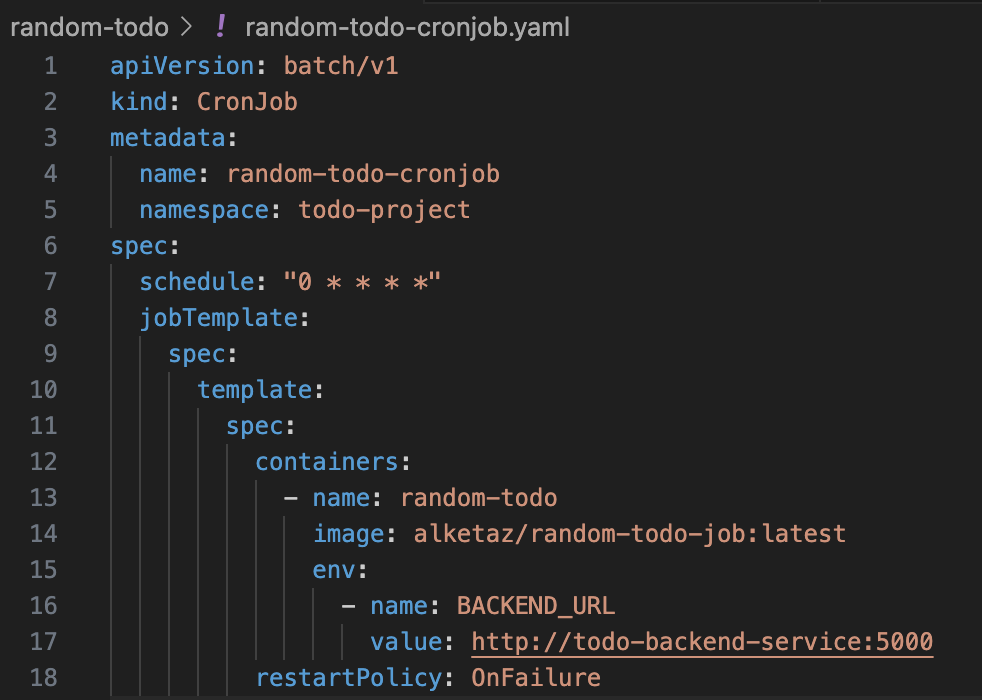 random-todo > ! random-todo-cronjob.yaml
1 apiVersion: batch/v1
2 kind: CronJob
3 metadata:
4   name: random-todo-cronjob
5   namespace: todo-project
6 spec:
7   schedule: "0 * * * *"
8   jobTemplate:
9     spec:
10       template:
11         spec:
12           containers:
13             - name: random-todo
14               image: alketaz/random-todo-job:latest
15               env:
16                 - name: BACKEND_URL
17                   value: http://todo-backend-service:5000
18           restartPolicy: OnFailure